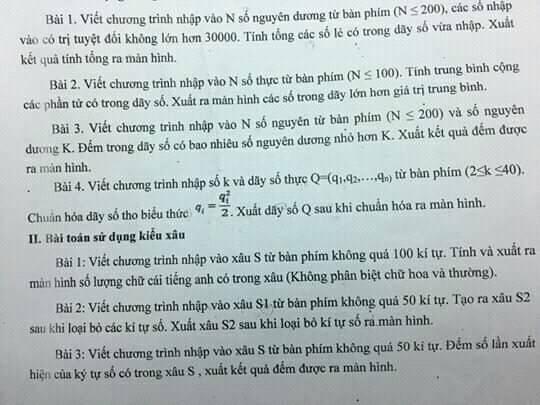 Bài 1. Viết chương trình nhập vào N số nguyên dương từ bàn phím (N ≤ 200), các số nhập
vào có trị tuyệt đối không lớn hơn 30000. Tính tổng các số lẻ có trong dãy số vừa nhập. Xuất
kết quả tính tổng ra màn hình.
Bài 2. Viết chương trình nhập vào N số thực từ bàn phím (N ≤ 100). Tính trung bình cộng
các phần tử có trong dãy số. Xuất ra màn hình các số trong dãy lớn hơn giá trị trung bình.
Bài 3. Viết chương trình nhập vào N số nguyên từ bàn phím (N ≤ 200) và số nguyên
dương K. Đếm trong dãy số có bao nhiêu số nguyên dương nhỏ hơn K. Xuất kết quả đếm được
ra màn hình.
Bài 4. Viết chương trình nhập số k và dãy số thực Q=(q₁,q₂,…,qₙ) từ bàn phím (2≤k ≤40).
Chuẩn hóa dãy số tho biểu thức qᵢ = qᵢ²/2. Xuất dãy số Q sau khi chuẩn hóa ra màn hình.
II. Bài toán sử dụng kiểu xâu
Bài 1: Viết chương trình nhập vào xâu S từ bàn phím không quá 100 kí tự. Tính và xuất ra
màn hình số lượng chữ cái tiếng anh có trong xâu (Không phân biệt chữ hoa và thường).
Bài 2: Viết chương trình nhập vào xâu S1 từ bàn phím không quá 50 kí tự. Tạo ra xâu S2
sau khi loại bỏ các kí tự số. Xuất xâu S2 sau khi loại bỏ kí tự số ra màn hình.
Bài 3: Viết chương trình nhập vào xâu S từ bàn phím không quá 50 kí tự. Đếm số lần xuất
hiện của ký tự số có trong xâu S , xuất kết quả đếm được ra màn hình.